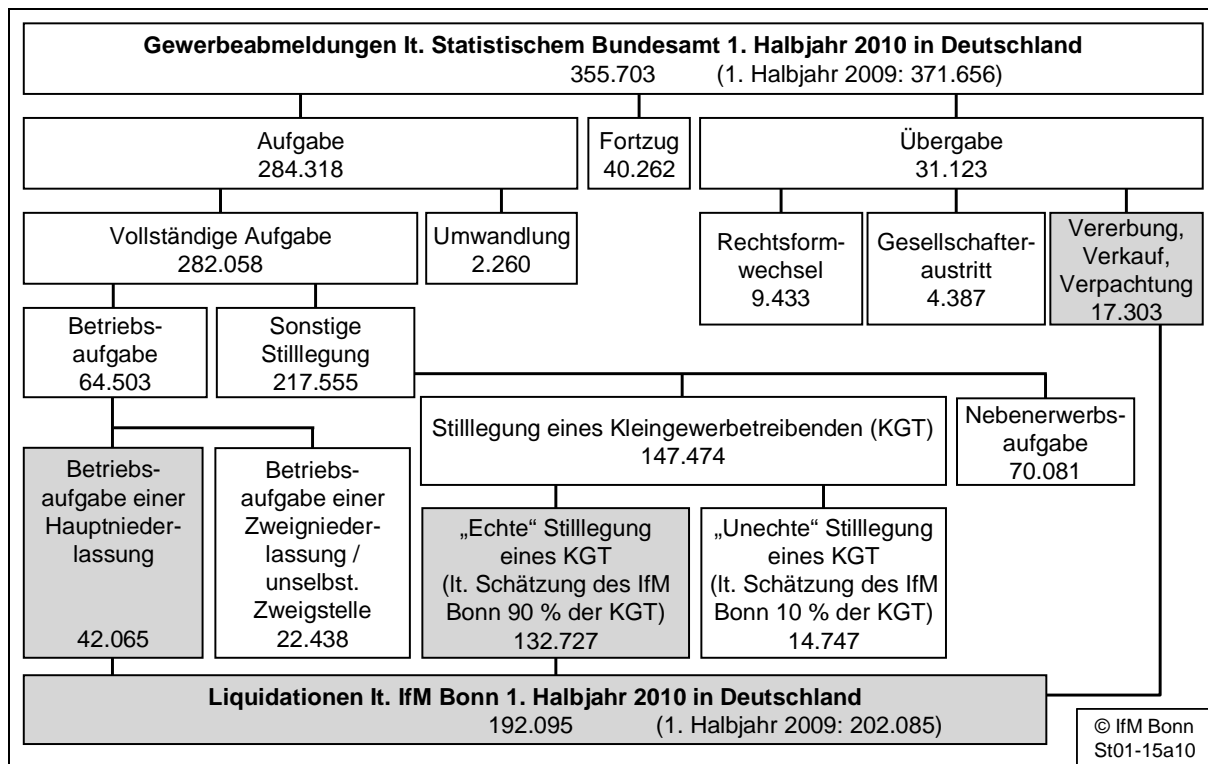 Gewerbeabmeldungen lt. Statistischem Bundesamt 1. Halbjahr 2010 in Deutschland
355.703 (1. Halbjahr 2009: 371.656)
Aufgabe
284.318
Fortzug
40.262
Übergabe
31.123
Vollständige Aufgabe
282.058
Umwandlung
2.260
Rechtsform-
wechsel
9.433
Gesellschafter-
austritt
4.387
Vererbung,
Verkauf,
Verpachtung
17.303
Betriebs-
aufgabe
64.503
Sonstige
Stilllegung
217.555
Stilllegung eines Kleingewerbetreibenden (KGT)
147.474
Nebenerwerbs-
aufgabe
70.081
Betriebs-
aufgabe einer
Hauptnieder-
lassung
42.065
Betriebs-
aufgabe einer
Zweignieder-
lassung /
unselbst.
Zweigstelle
22.438
„Echte“ Stilllegung
eines KGT
(lt. Schätzung des IfM
Bonn 90 % der KGT)
132.727
„Unechte“ Stilllegung
eines KGT
(lt. Schätzung des IfM
Bonn 10 % der KGT)
14.747
Liquidationen lt. IfM Bonn 1. Halbjahr 2010 in Deutschland
192.095 (1. Halbjahr 2009: 202.085)
© IfM Bonn
St01-15a10